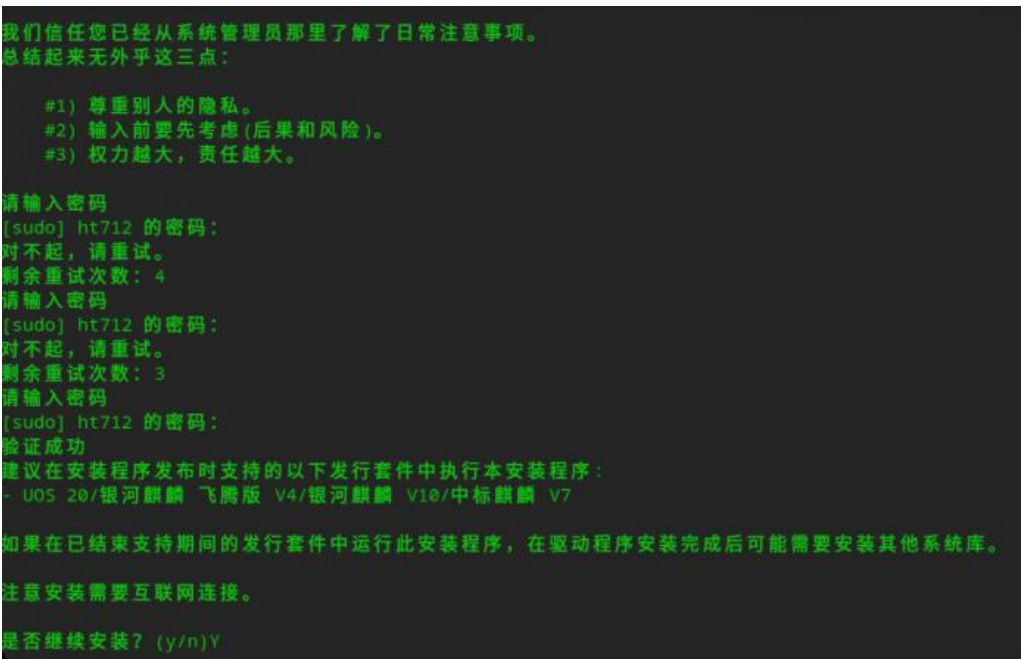 我们信任您已经从系统管理员那里了解了日常注意事项。
总结起来无外乎这三点：
#1) 尊重别人的隐私。
#2) 输入前要先考虑(后果和风险)。
#3) 权力越大，责任越大。
请输入密码
[sudo] ht712 的密码：
对不起，请重试。
剩余重试次数：4
请输入密码
[sudo] ht712 的密码：
对不起，请重试。
剩余重试次数：3
请输入密码
[sudo] ht712 的密码：
验证成功
建议在安装程序发布时支持的以下发行套件中执行本安装程序：
- UOS 20/银河麒麟 飞腾版 V4/银河麒麟 V10/中标麒麟 V7
如果在已结束支持期间的发行套件中运行此安装程序，在驱动程序安装完成后可能需要安装其他系统库。
注意安装需要互联网连接。
是否继续安装？(y/n)Y